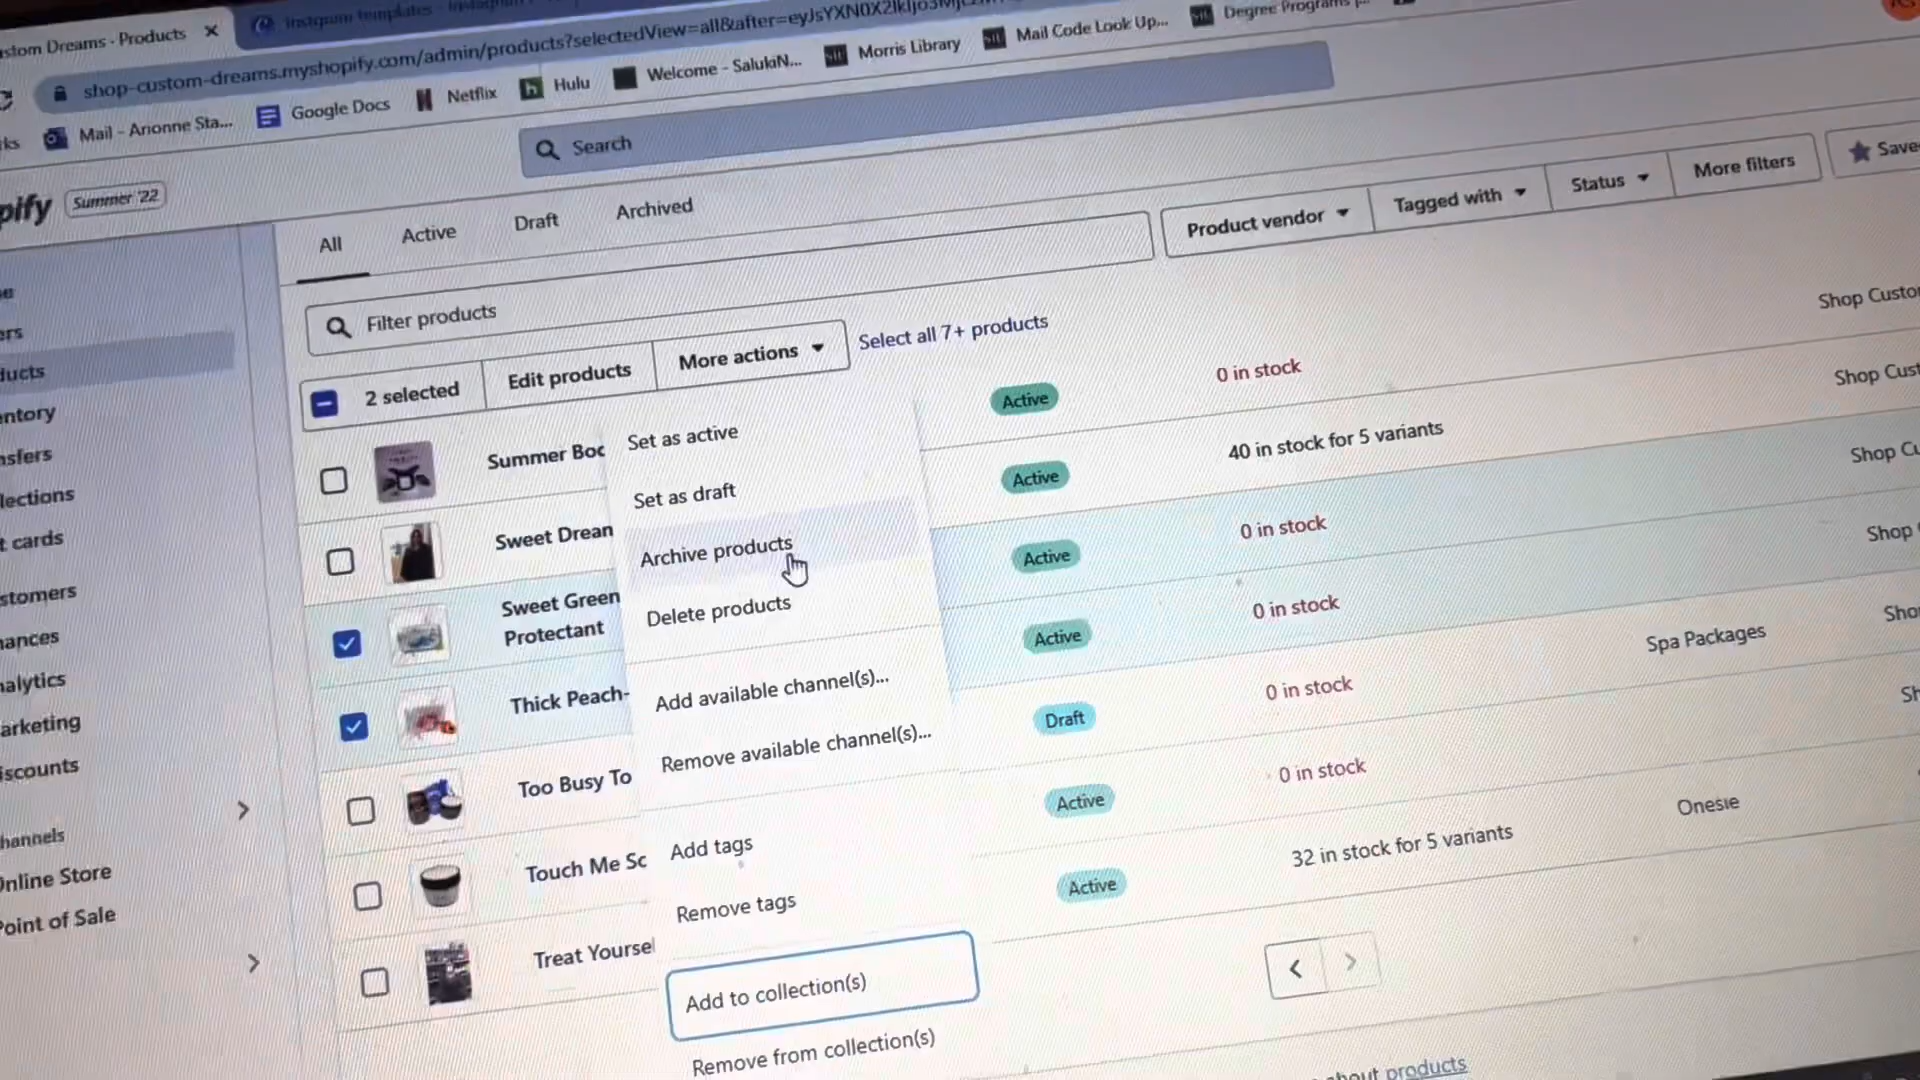 stom Dreams - Products
Instgram templates - Instagram
shop-custom-dreams.myshopify.com/admin/products?selectedView=all&after=eyJsYXN0X2lkIjo3Mj
rks
Mail - Arionne Sta...
Google Docs
Netflix
Hulu
Welcome - SalukiN...
Morris Library
Mail Code Look Up...
Degree Programs |...
pify
Summer '22
Search
All
Active
Draft
Archived
Filter products
Product vendor
Tagged with
Status
More filters
Save
2 selected
Edit products
More actions
Select all 7+ products
ers
ducts
entory
nsfers
lections
t cards
stomers
nances
nalytics
arketing
iscounts
hannels
Online Store
Point of Sale
Summer Boc
Active
0 in stock
Shop Custo
Sweet Drean
Active
40 in stock for 5 variants
Shop Cust
Sweet Green
Protectant
Active
0 in stock
Shop Cu
Thick Peach-
Active
0 in stock
Shop
Too Busy To
Draft
0 in stock
Spa Packages
Sho
Touch Me Sc
Active
0 in stock
Sh
Treat Yoursel
Active
32 in stock for 5 variants
Onesie
Set as active
Set as draft
Archive products
Delete products
Add available channel(s)...
Remove available channel(s)...
Add tags
Remove tags
Add to collection(s)
Remove from collection(s)
about products